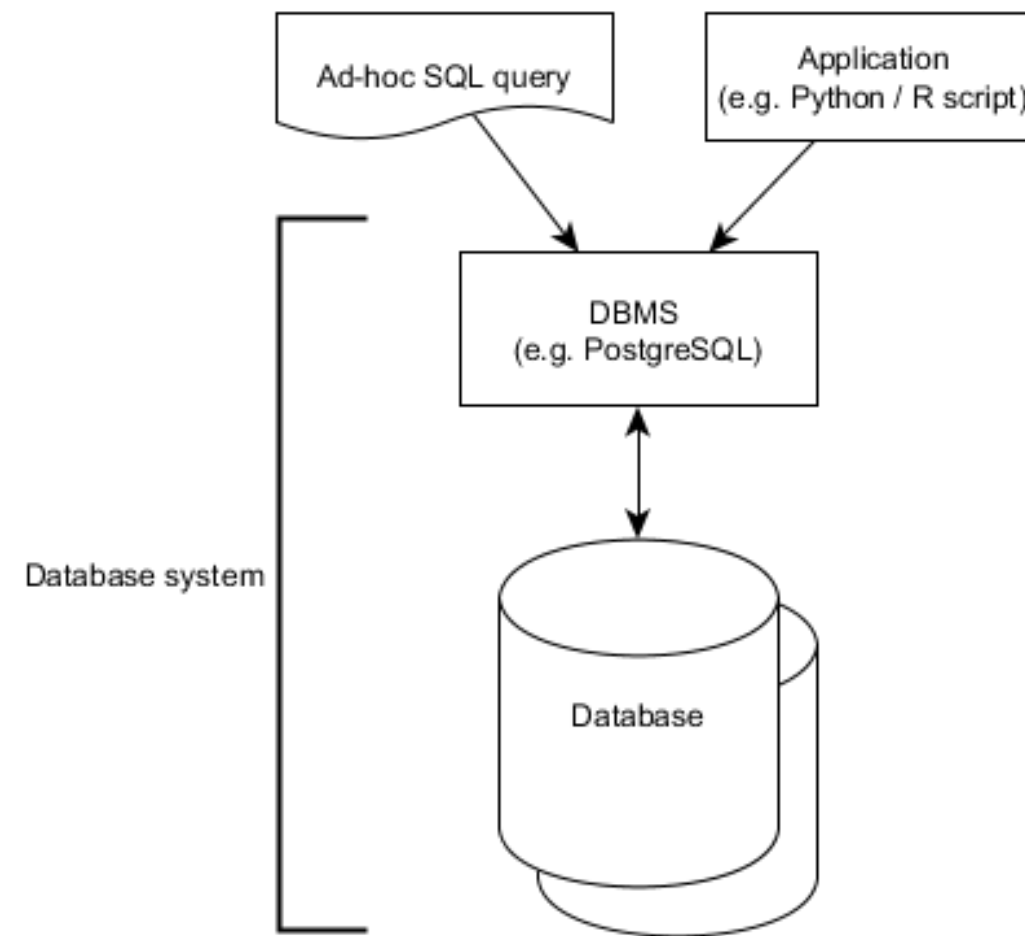 Ad-hoc SQL query
Application
(e.g. Python / R script)
DBMS
(e.g. PostgreSQL)
Database system
Database